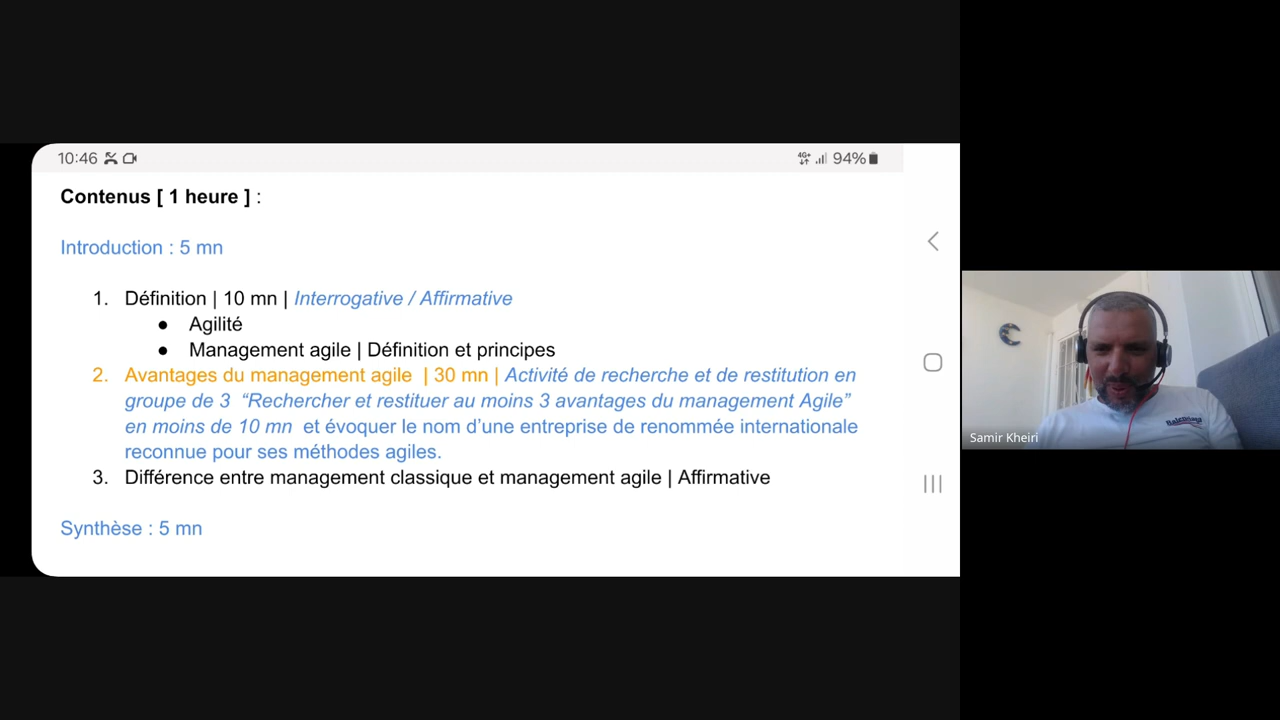 10:46
4G+ 94%
Contenus [ 1 heure ] :
Introduction : 5 mn
1. Définition | 10 mn | Interrogative / Affirmative
● Agilité
● Management agile | Définition et principes
2. Avantages du management agile | 30 mn | Activité de recherche et de restitution en
groupe de 3 “Rechercher et restituer au moins 3 avantages du management Agile”
en moins de 10 mn et évoquer le nom d’une entreprise de renommée internationale
reconnue pour ses méthodes agiles.
3. Différence entre management classique et management agile | Affirmative
Synthèse : 5 mn
Balenciaga
Samir Kheiri